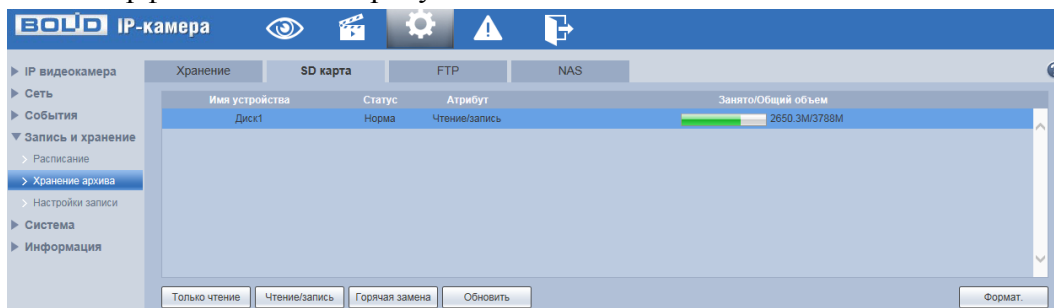 BOLID IP-камера
IP видеокамера
Сеть
События
Запись и хранение
Расписание
Хранение архива
Настройки записи
Система
Информация
Хранение SD карта FTP NAS
Имя устройства Статус Атрибут Занято/Общий объем
Диск1 Норма Чтение/запись 2650.3M/3788M
Только чтение Чтение/запись Горячая замена Обновить Формат.